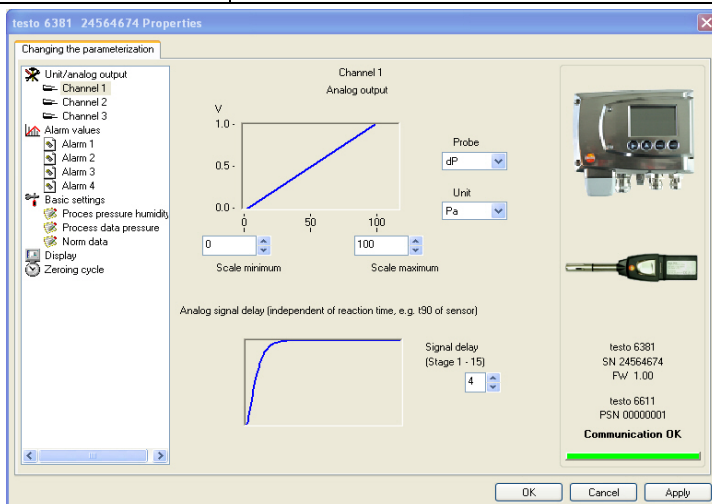 testo 6381 24564674 Properties
Changing the parameterization
Unit/analog output
Channel 1
Channel 2
Channel 3
Alarm values
Alarm 1
Alarm 2
Alarm 3
Alarm 4
Basic settings
Proces pressure humidity
Process data pressure
Norm data
Display
Zeroing cycle
Channel 1
Analog output
V
1.0 -
0.5 -
0.0 -
0 50 100
0
100
Scale minimum
Scale maximum
Probe
dP
Unit
Pa
Analog signal delay (independent of reaction time, e.g. t90 of sensor)
Signal delay
(Stage 1 - 15)
4
testo 6381
SN 24564674
FW 1.00
testo 6611
PSN 00000001
Communication OK
OK Cancel Apply